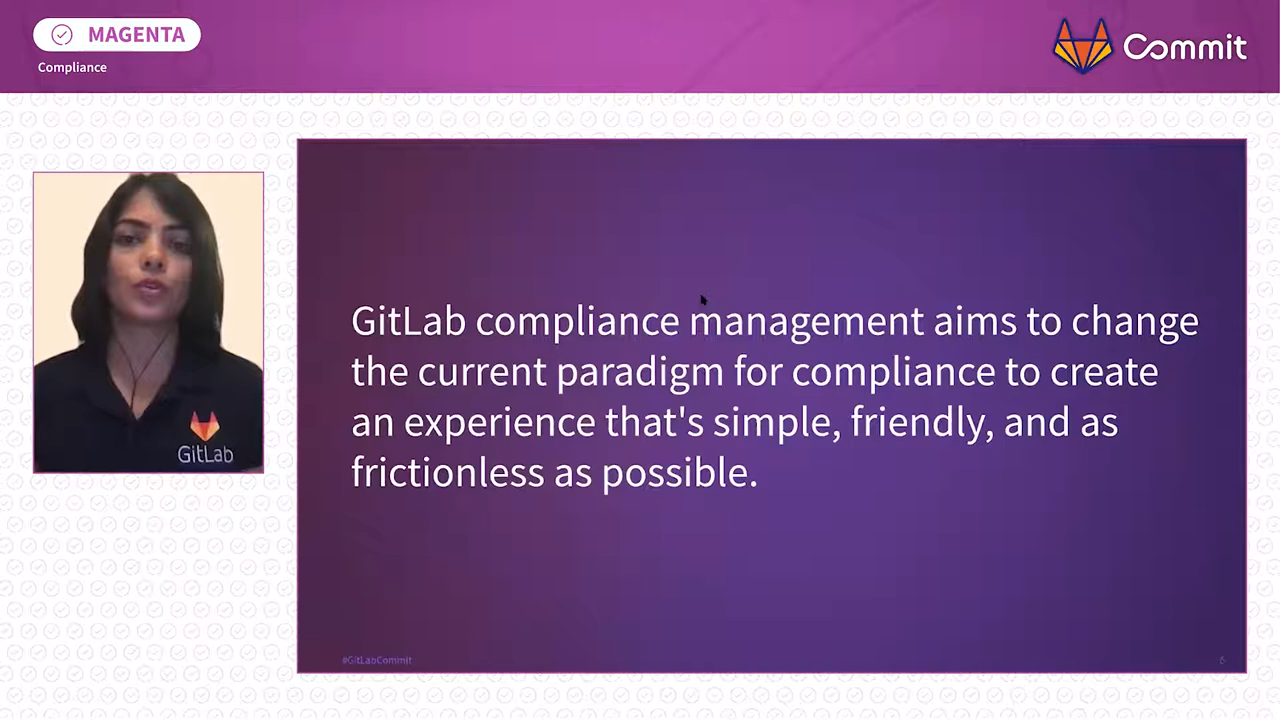 MAGENTA
Compliance
Commit
GitLab
GitLab compliance management aims to change
the current paradigm for compliance to create
an experience that's simple, friendly, and as
frictionless as possible.
#GitLabCommit
6